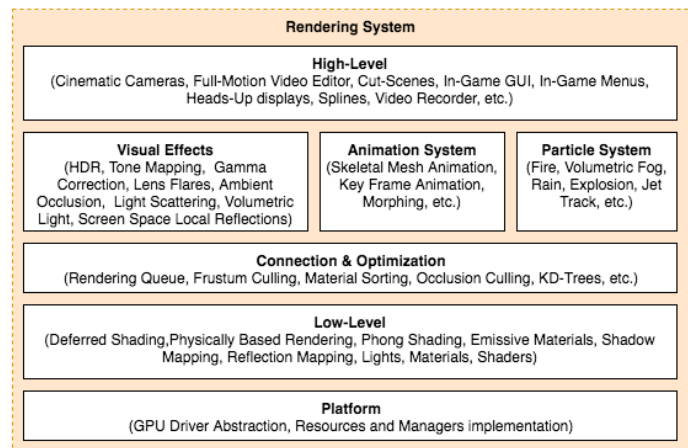 Rendering System
High-Level
(Cinematic Cameras, Full-Motion Video Editor, Cut-Scenes, In-Game GUI, In-Game Menus,
Heads-Up displays, Splines, Video Recorder, etc.)
Visual Effects
(HDR, Tone Mapping, Gamma
Correction, Lens Flares, Ambient
Occlusion, Light Scattering, Volumetric
Light, Screen Space Local Reflections)
Animation System
(Skeletal Mesh Animation,
Key Frame Animation,
Morphing, etc.)
Particle System
(Fire, Volumetric Fog,
Rain, Explosion, Jet
Track, etc.)
Connection & Optimization
(Rendering Queue, Frustum Culling, Material Sorting, Occlusion Culling, KD-Trees, etc.)
Low-Level
(Deferred Shading,Physically Based Rendering, Phong Shading, Emissive Materials, Shadow
Mapping, Reflection Mapping, Lights, Materials, Shaders)
Platform
(GPU Driver Abstraction, Resources and Managers implementation)